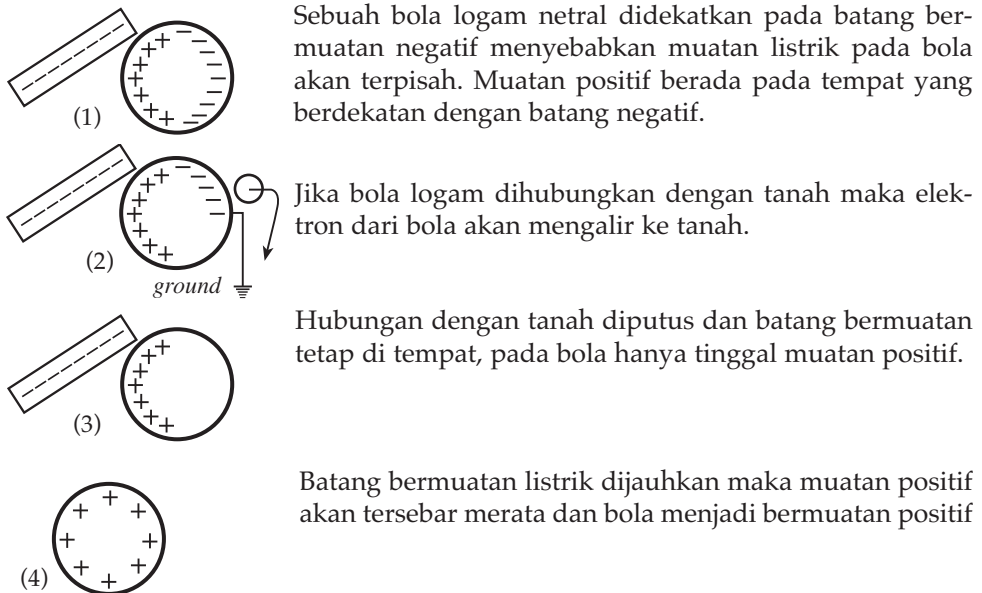 Sebuah bola logam netral didekatkan pada batang ber-
muatan negatif menyebabkan muatan listrik pada bola
akan terpisah. Muatan positif berada pada tempat yang
berdekatan dengan batang negatif.
(1)
Jika bola logam dihubungkan dengan tanah maka elek-
tron dari bola akan mengalir ke tanah.
(2)
ground
Hubungan dengan tanah diputus dan batang bermuatan
tetap di tempat, pada bola hanya tinggal muatan positif.
(3)
Batang bermuatan listrik dijauhkan maka muatan positif
akan tersebar merata dan bola menjadi bermuatan positif
(4)